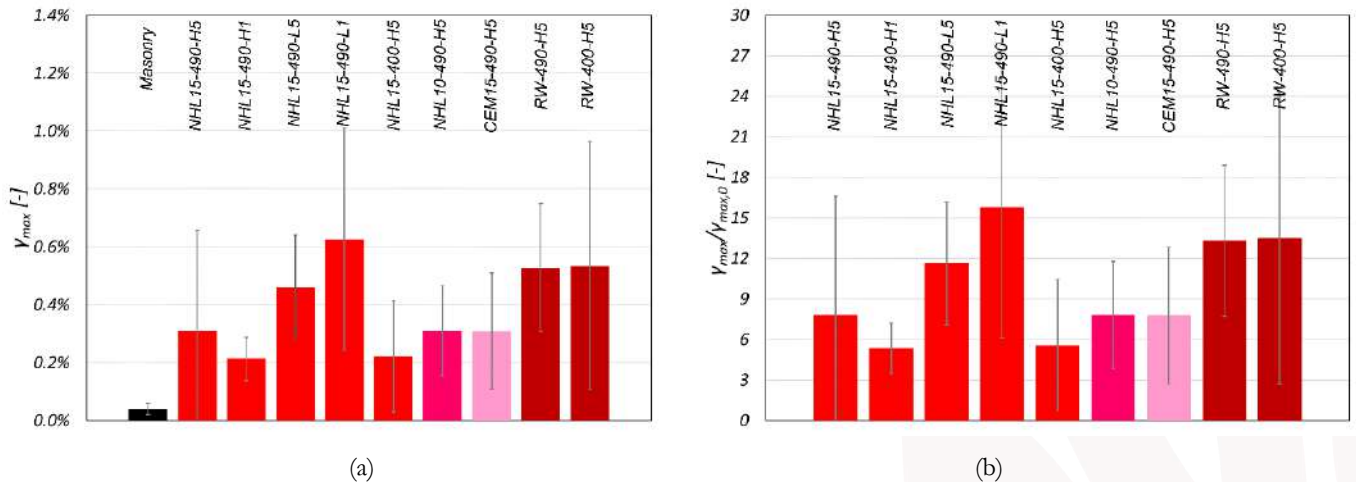 1.4%
1.2%
1.0%
0.8%
0.6%
0.4%
0.2%
0.0%
γmax [-]
Masonry
NHL15-490-H5
NHL15-490-H1
NHL15-490-L5
NHL15-490-L1
NHL15-400-H5
NHL10-490-H5
CEM15-490-H5
RW-490-H5
RW-400-H5
(a)
30
27
24
21
18
15
12
9
6
3
0
γmax/γmax,0 [-]
NHL15-490-H5
NHL15-490-H1
NHL15-490-L5
NHL15-490-L1
NHL15-400-H5
NHL10-490-H5
CEM15-490-H5
RW-490-H5
RW-400-H5
(b)